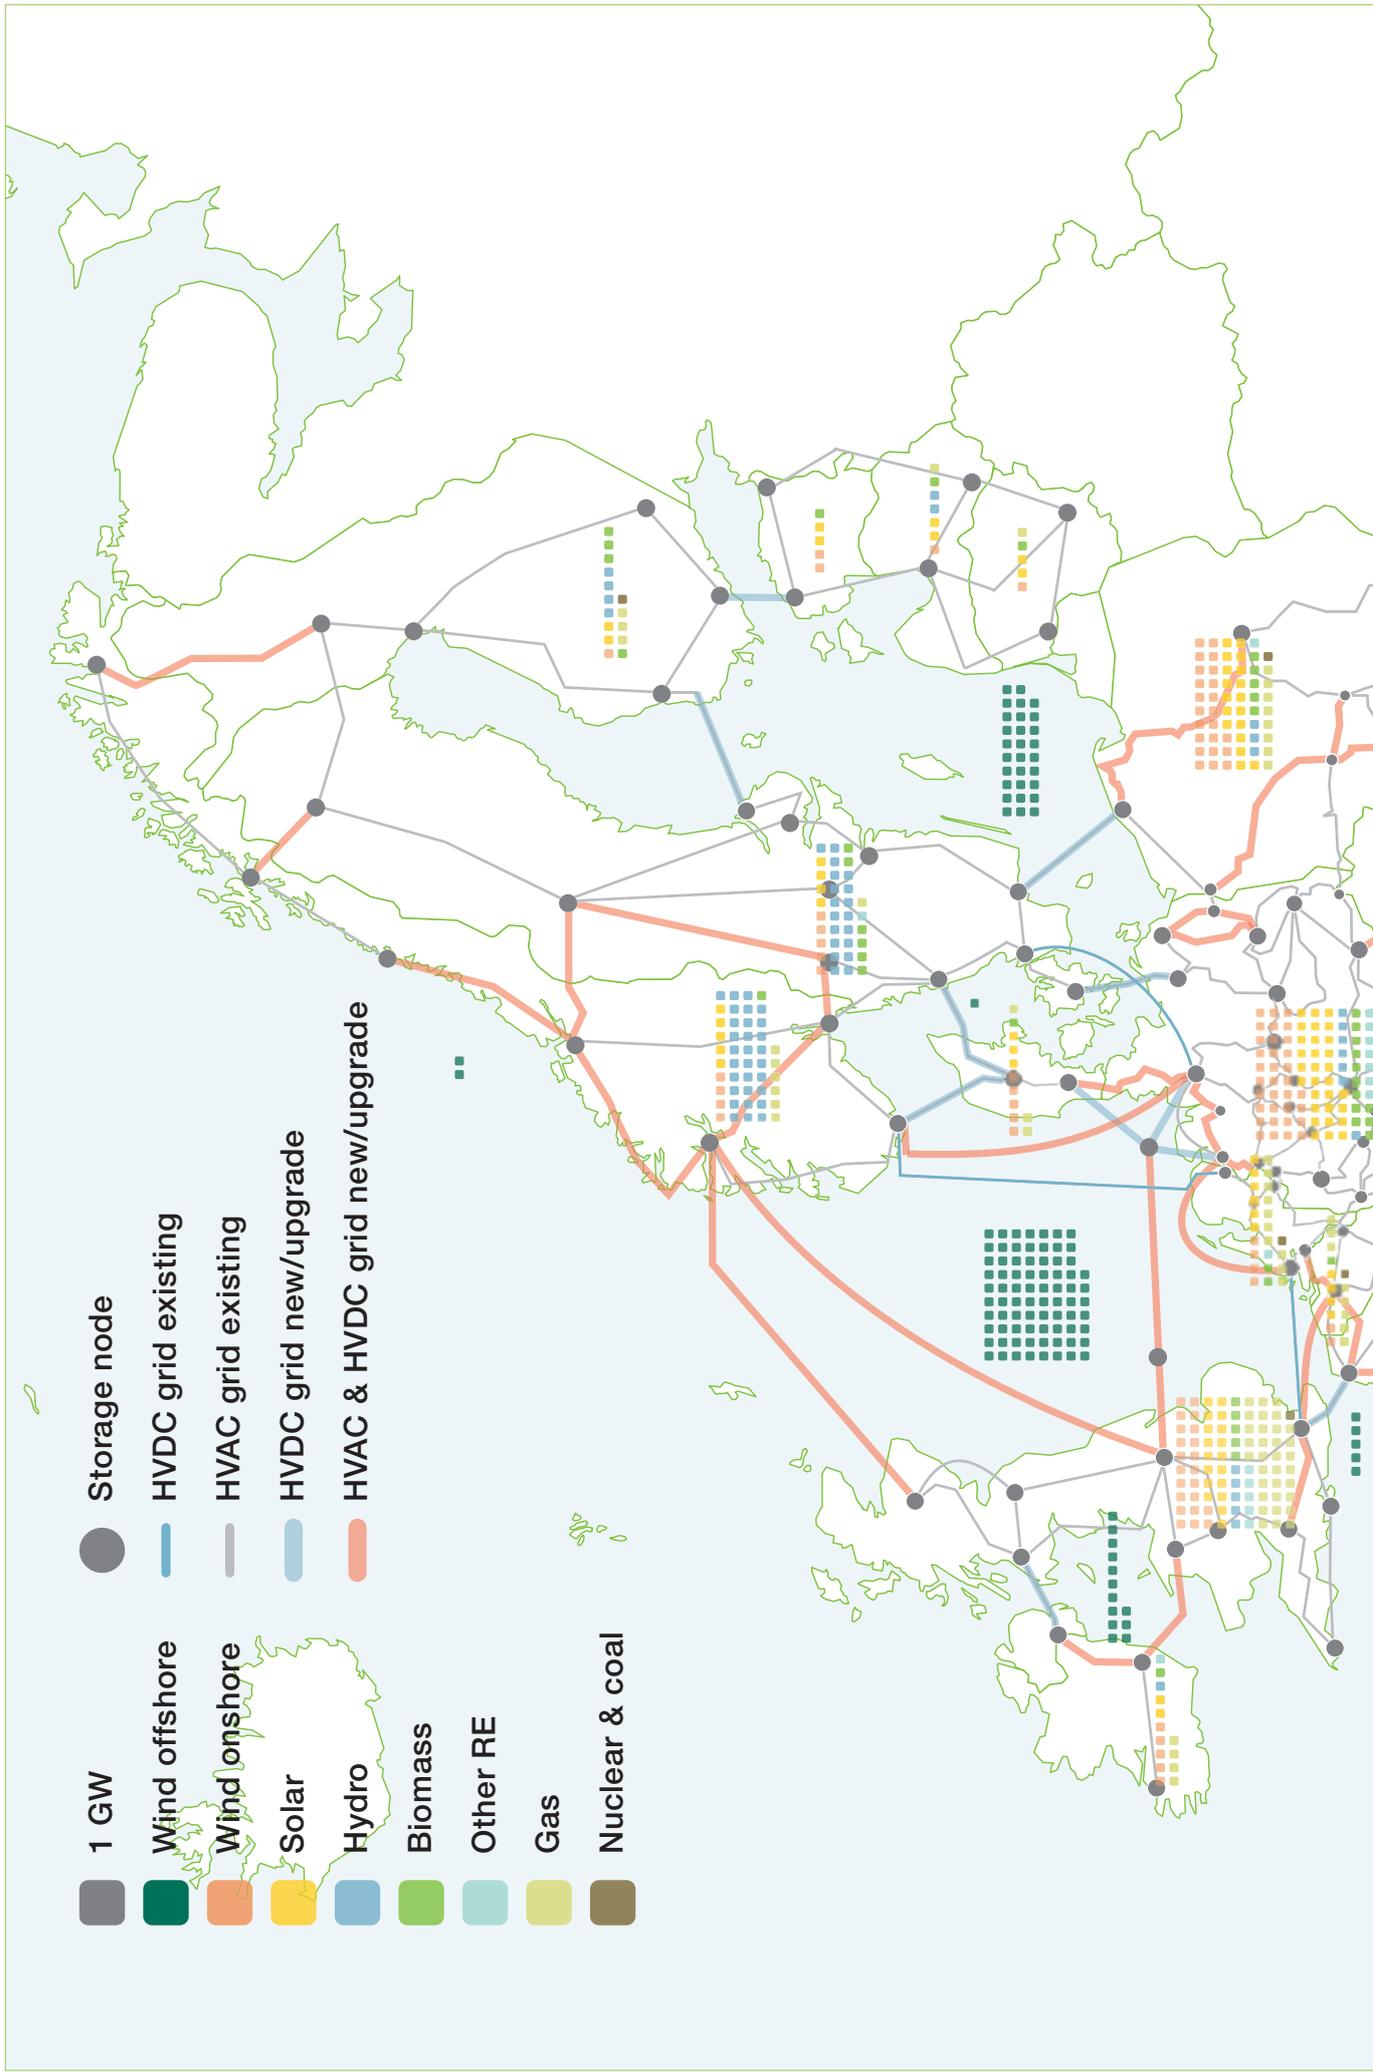 1 GW
Wind offshore
Wind onshore
Solar
Hydro
Biomass
Other RE
Gas
Nuclear & coal
Storage node
HVDC grid existing
HVAC grid existing
HVDC grid new/upgrade
HVAC & HVDC grid new/upgrade